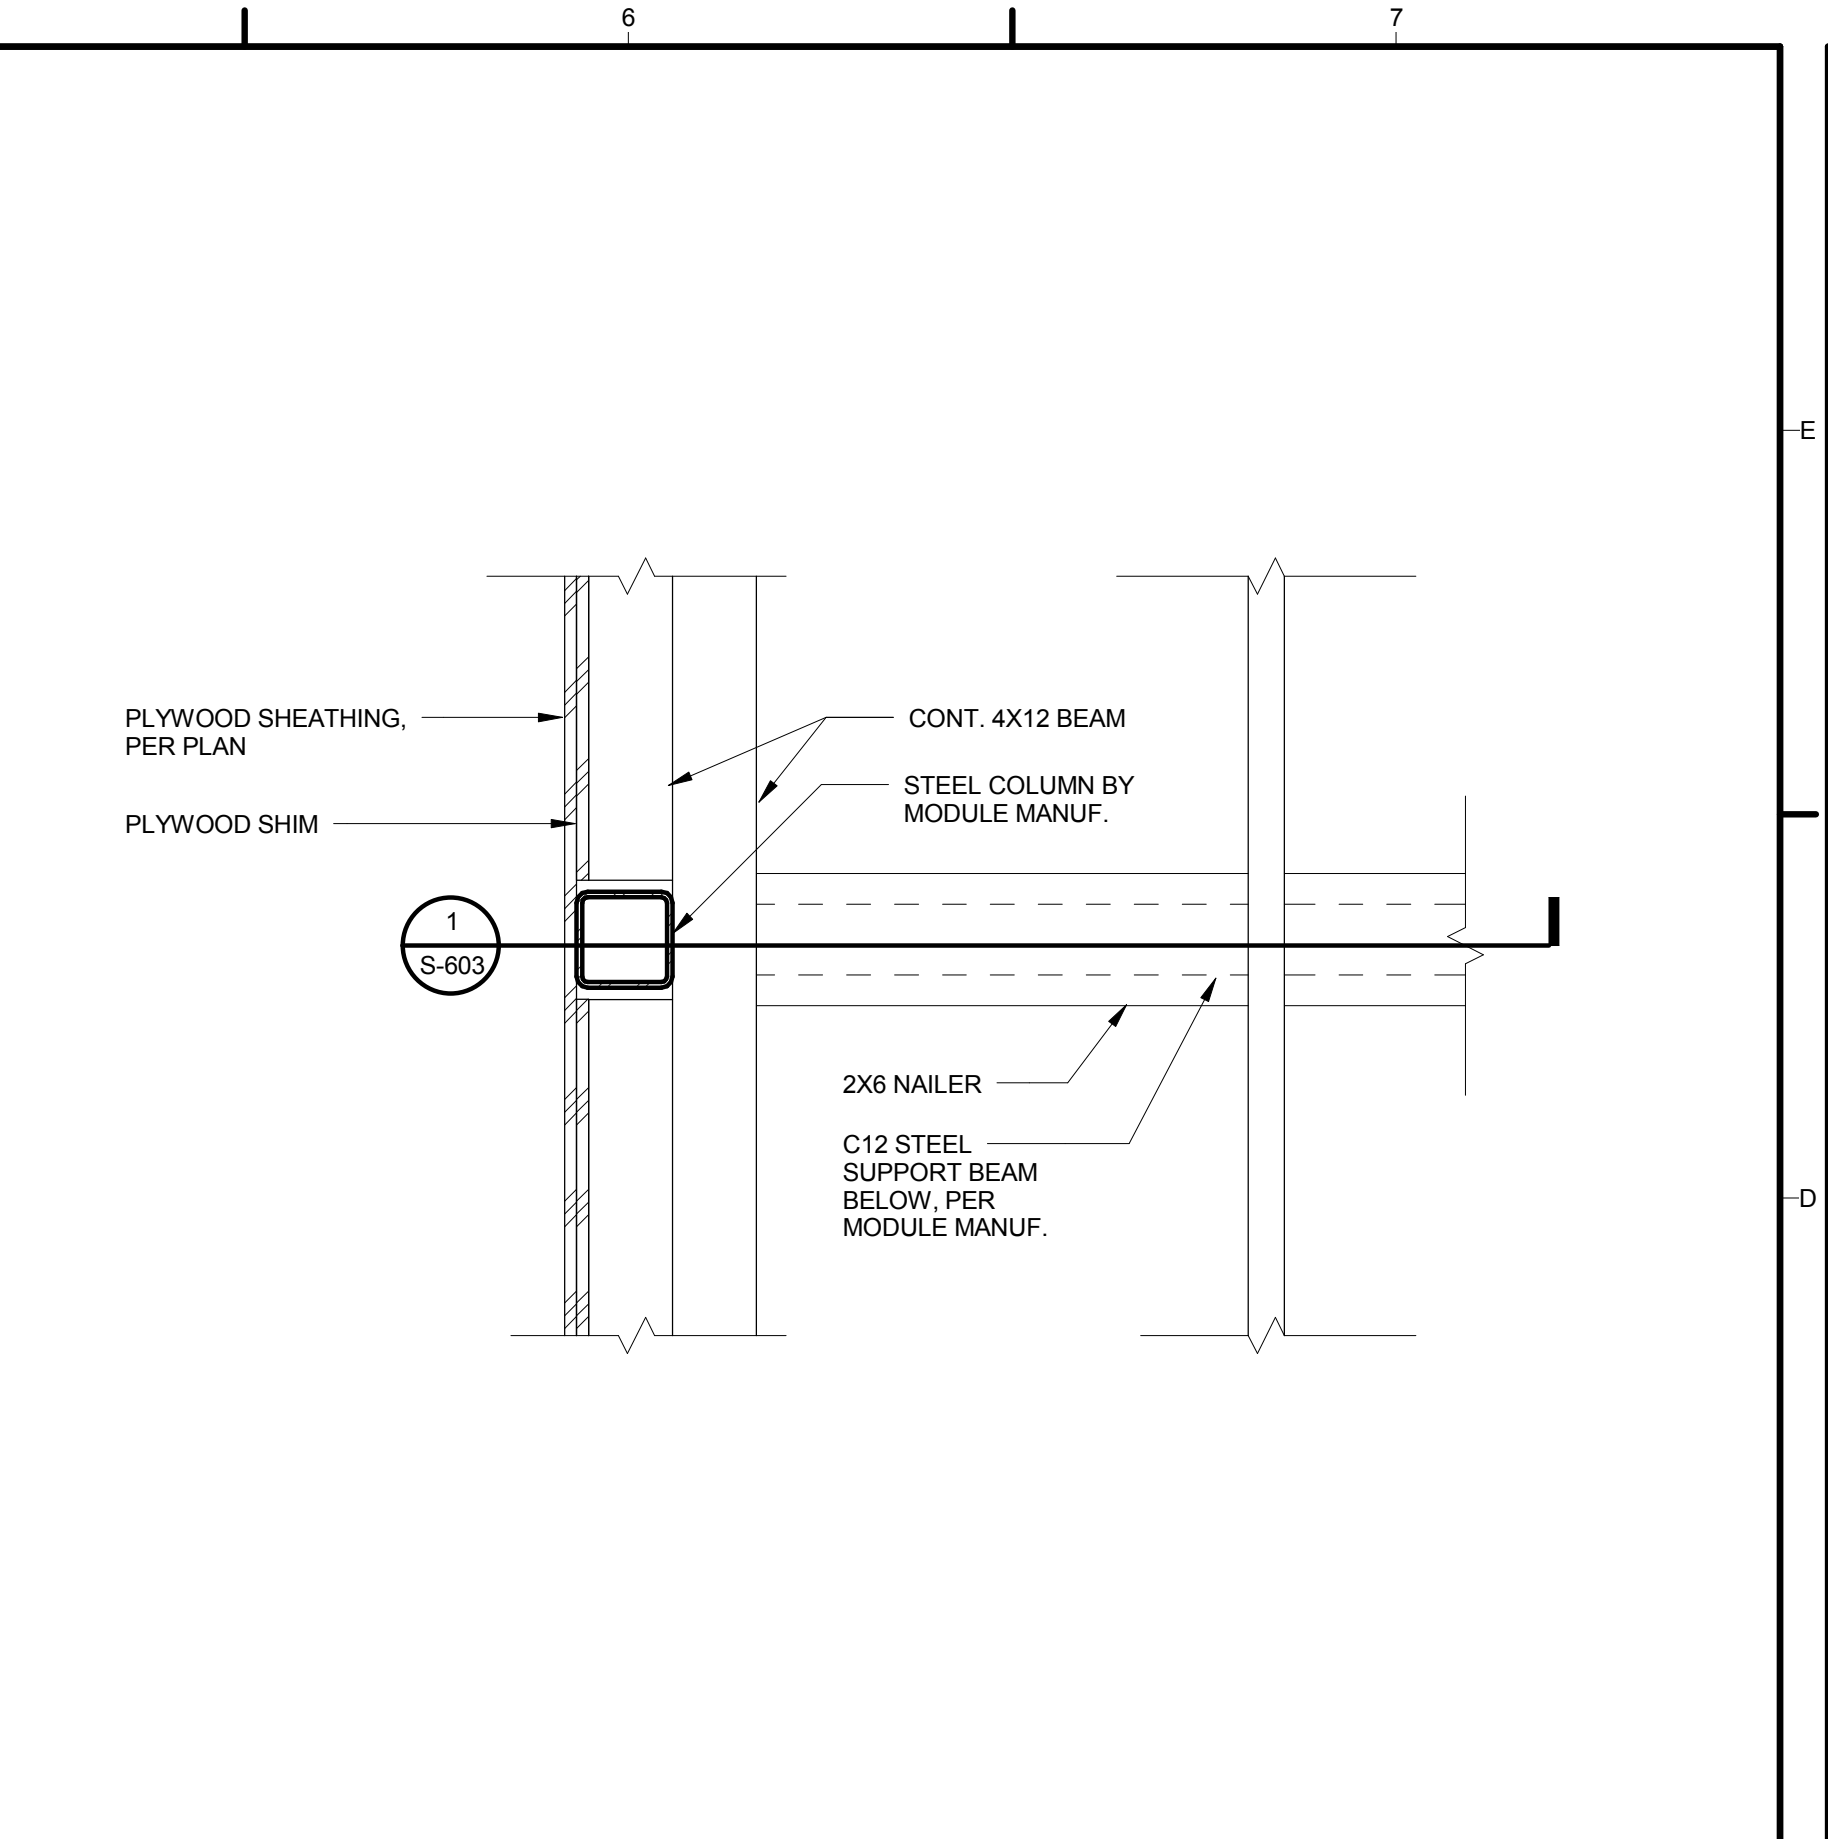 6
7
E
PLYWOOD SHEATHING,
PER PLAN
CONT. 4X12 BEAM
STEEL COLUMN BY
MODULE MANUF.
PLYWOOD SHIM
1
S-603
2X6 NAILER
C12 STEEL
SUPPORT BEAM
BELOW, PER
MODULE MANUF.
D